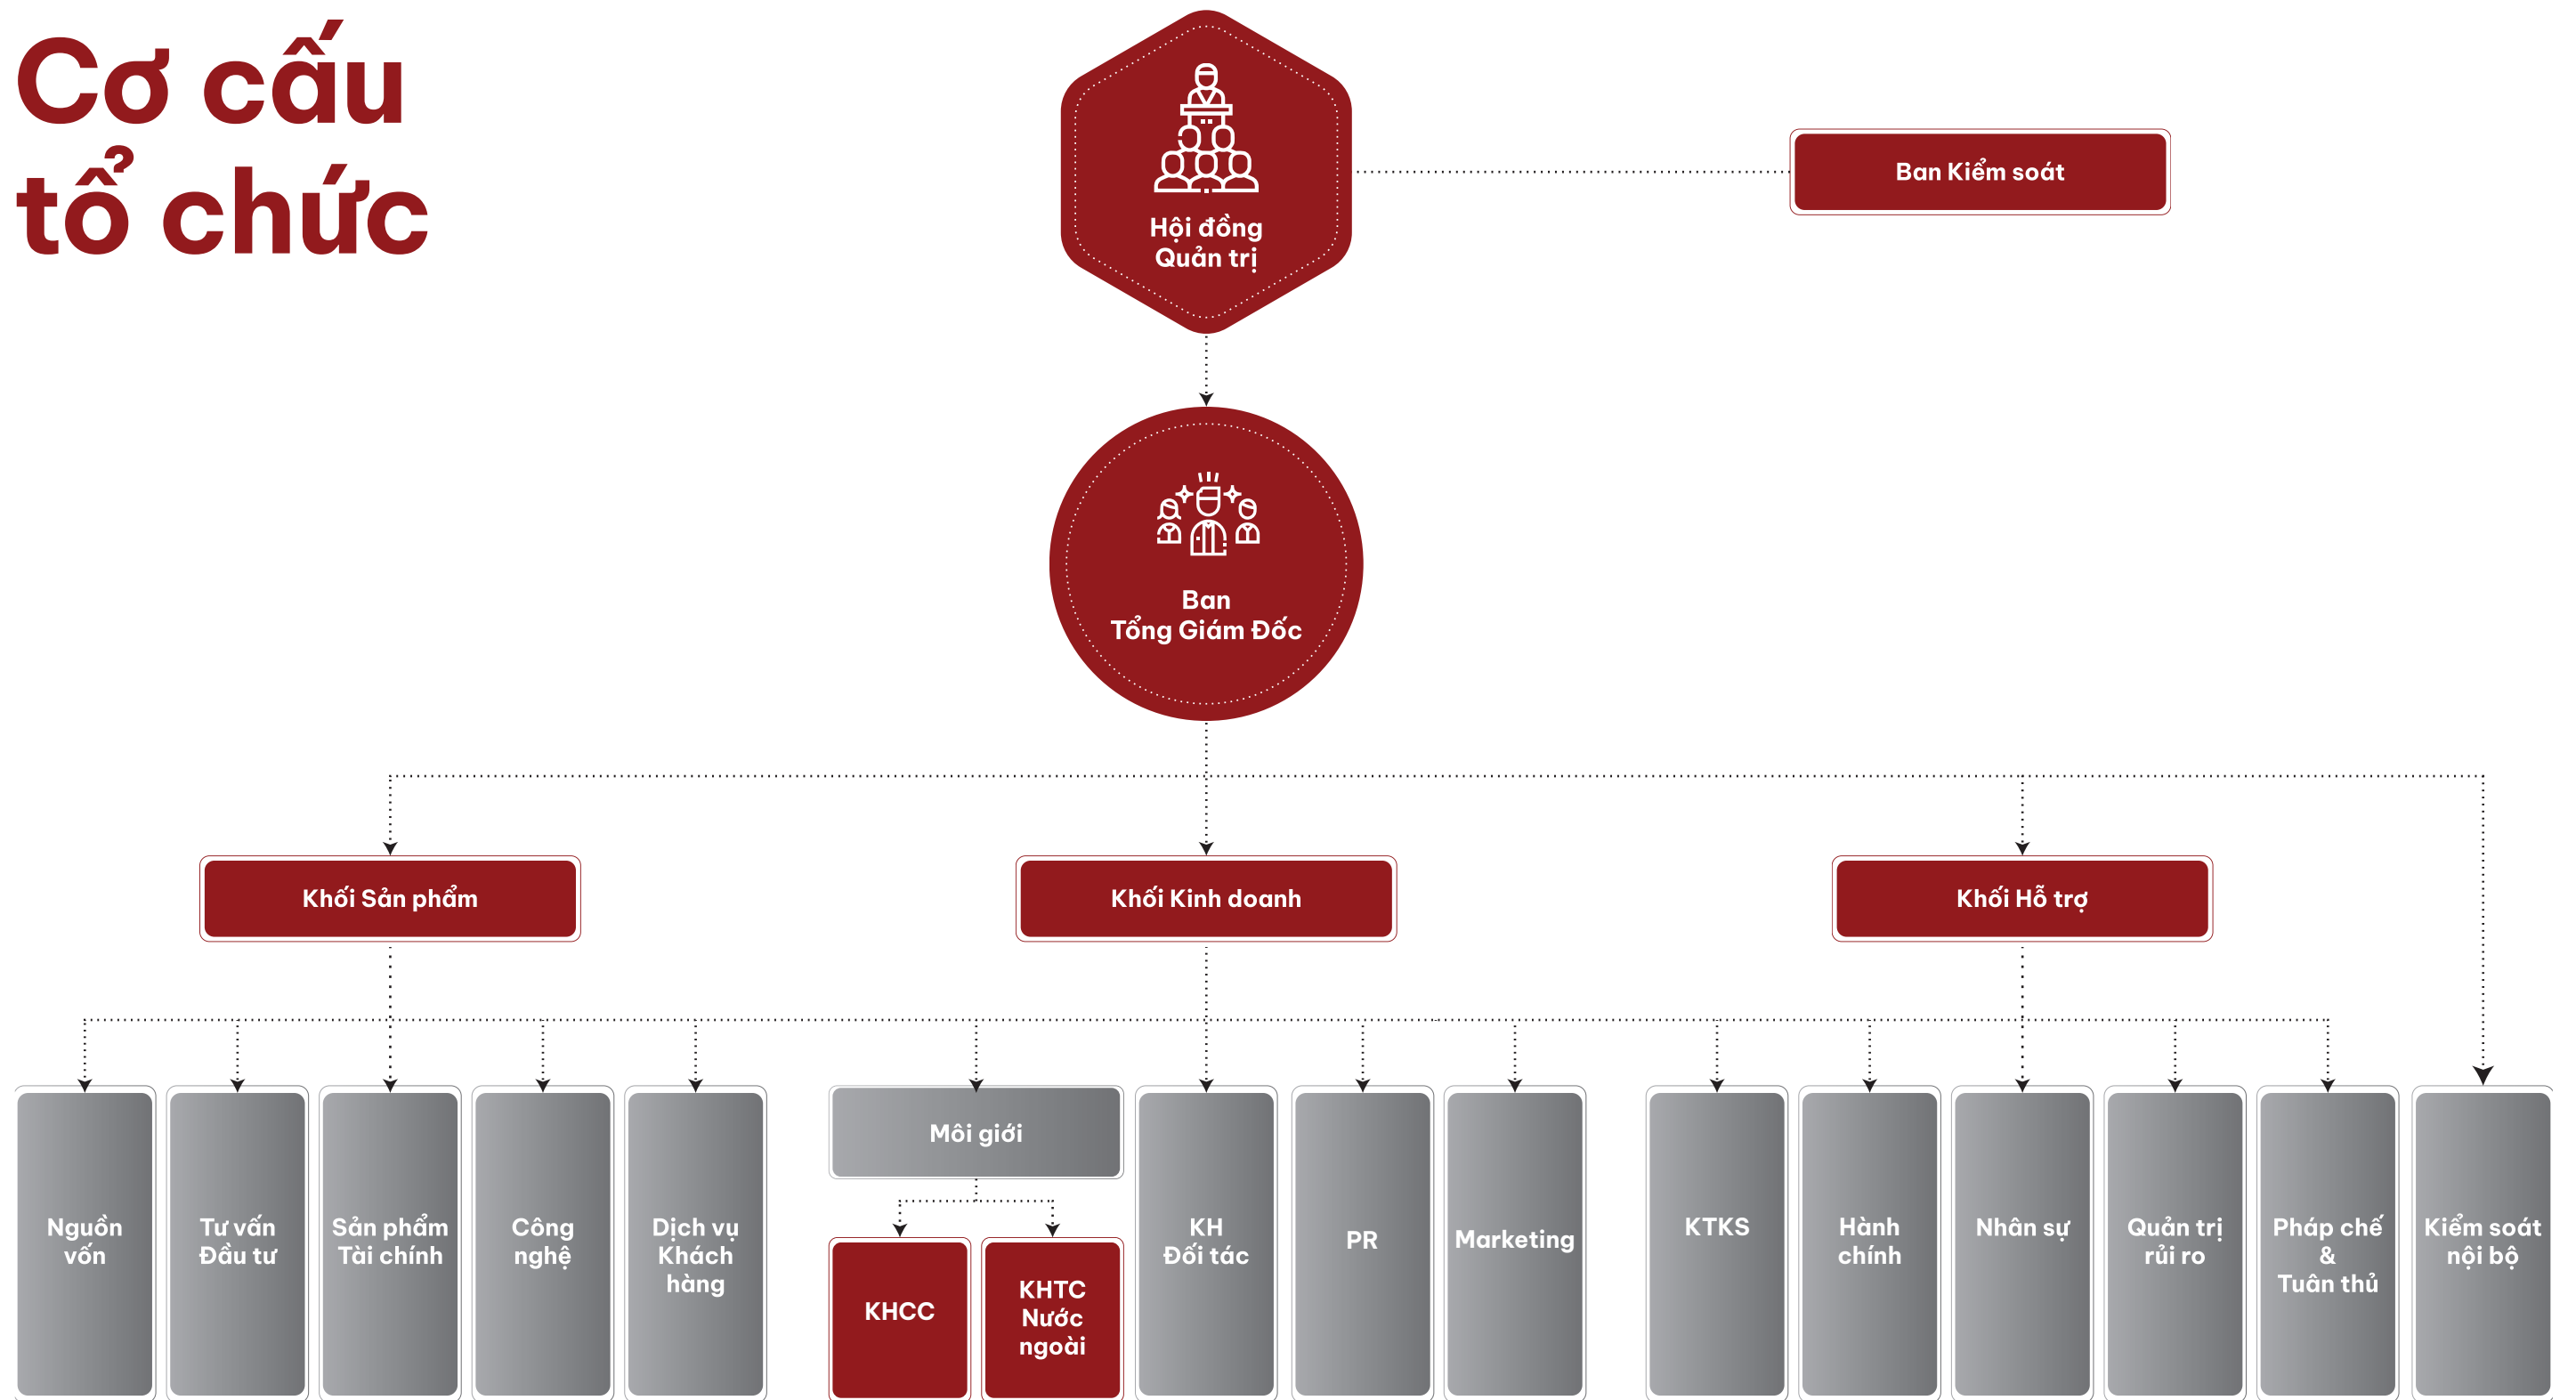 Cơ cấu
tổ chức
Hội đồng
Quản trị
Ban Kiểm soát
Ban
Tổng Giám Đốc
Khối Sản phẩm
Khối Kinh doanh
Khối Hỗ trợ
Nguồn
vốn
Tư vấn
Đầu tư
Sản phẩm
Tài chính
Công
nghệ
Dịch vụ
Khách
hàng
Môi giới
KHCC
KHTC
Nước
ngoài
KH
Đối tác
PR
Marketing
KTKS
Hành
chính
Nhân sự
Quản trị
rủi ro
Pháp chế
&
Tuân thủ
Kiểm soát
nội bộ